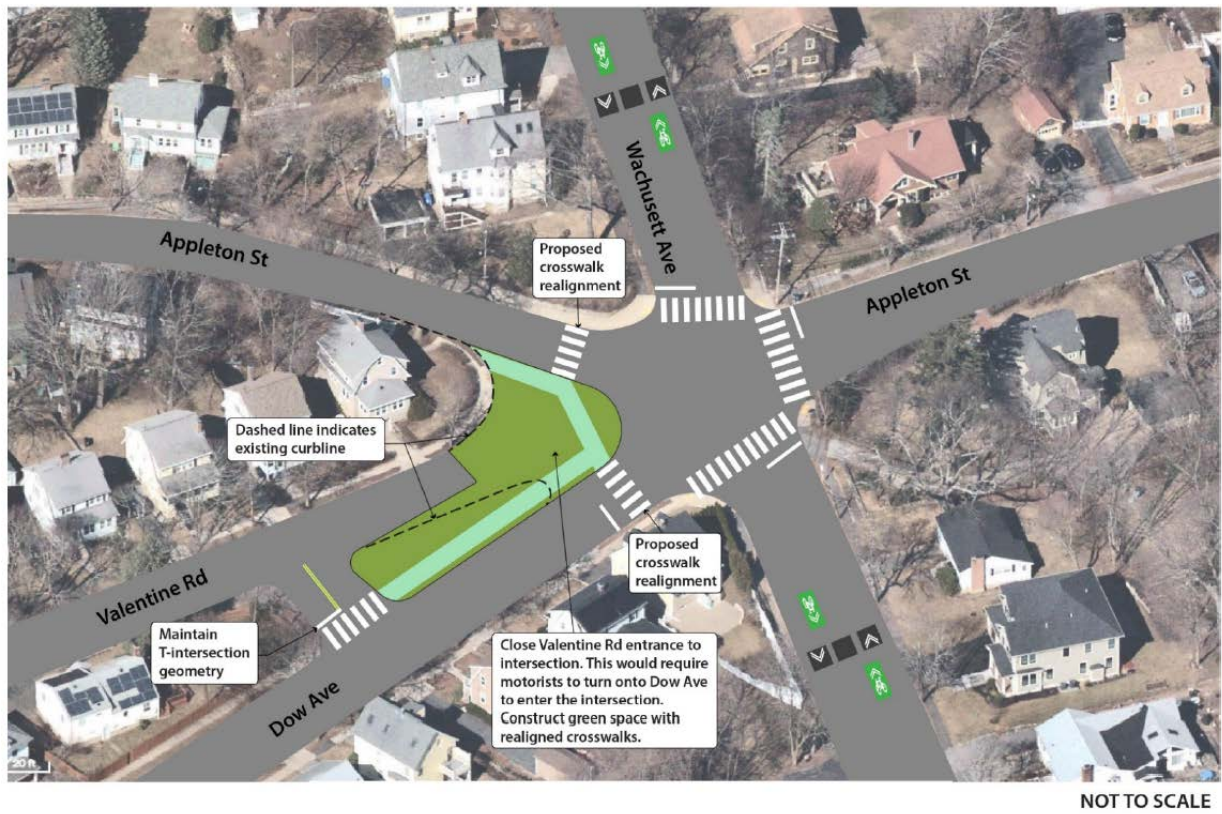 Wachusett Ave
Appleton St
Proposed
crosswalk
realignment
Appleton St
Dashed line indicates
existing curbline
Proposed
crosswalk
realignment
Valentine Rd
Maintain
T-intersection
geometry
Close Valentine Rd entrance to
intersection. This would require
motorists to turn onto Dow Ave
to enter the intersection.
Construct green space with
realigned crosswalks.
Dow Ave
20 ft
NOT TO SCALE